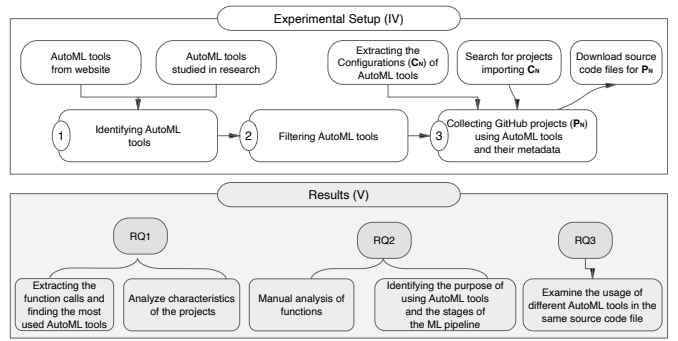 Experimental Setup (IV)
AutoML tools
from website
AutoML tools
studied in research
Extracting the
Configurations (CN) of
AutoML tools
Search for projects
importing CN
Download source
code files for PN
1
Identifying AutoML
tools
2
Filtering AutoML tools
3
Collecting GitHub projects (PN)
using AutoML tools
and their metadata
Results (V)
RQ1
RQ2
RQ3
Extracting the
function calls and
finding the most
used AutoML tools
Analyze characteristics
of the projects
Manual analysis of
functions
Identifying the purpose of
using AutoML tools
and the stages of
the ML pipeline
Examine the usage of
different AutoML tools in the
same source code file